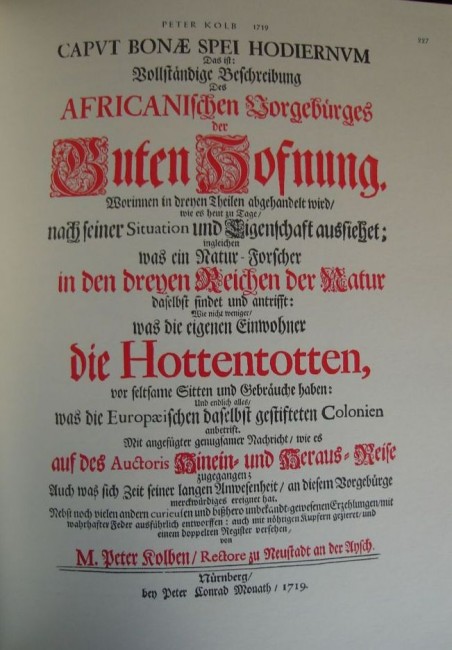 PETER KOLB 1719
237
CAPVT BONÆ SPEI HODIERNVM
Das ist:
Vollständige Beschreibung
Des
AFRICANIschen Vorgebürges
der
Guten Hofnung.
Worinnen in dreyen Theilen abgehandelt wird/
wie es heut zu Tage/
nach seiner Situation und Eigenschaft aussiehet;
ingleichen
was ein Natur-Forscher
in den dreyen Reichen der Natur
daselbst findet und antrifft:
Wie nicht weniger/
was die eigenen Einwohner
die Hottentotten,
vor seltsame Sitten und Gebräuche haben:
Und endlich alles/
was die Europæischen daselbst gestifteten Colonien
anbetrift.
Mit angefügter genugsamer Nachricht/ wie es
auf des Auctoris Hinein- und Heraus-Reise
zugegangen;
Auch was sich Zeit seiner langen Anwesenheit/ an diesem Vorgebürge
merckwürdiges ereignet hat.
Nebst noch vielen andern curieusen und bißhero unbekandt-gewesenen Erzehlungen/mit
wahrhafter Feder ausführlich entworffen: auch mit nöthigen Kupfern gezieret/ und
einem doppelten Register versehen,
von
M. Peter Kolben/ Rectore zu Neustadt an der Aysch.
Nürnberg/
bey Peter Conrad Monath/ 1719.